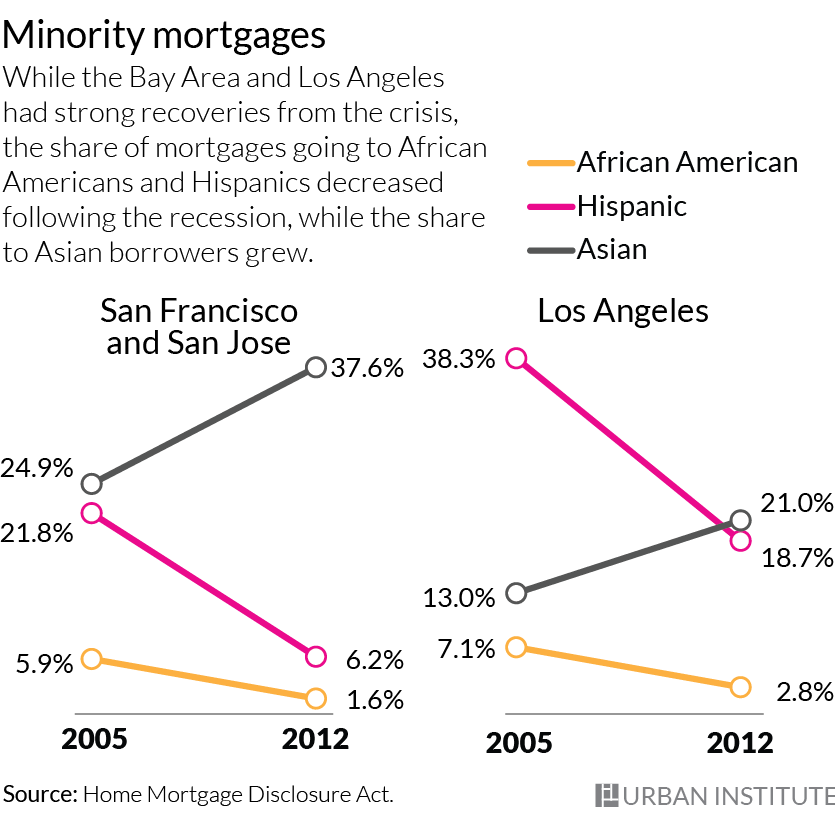 Minority mortgages
While the Bay Area and Los Angeles
had strong recoveries from the crisis,
the share of mortgages going to African
Americans and Hispanics decreased
following the recession, while the share
to Asian borrowers grew.
African American
Hispanic
Asian
San Francisco
and San Jose
37.6%
24.9%
21.8%
5.9%
6.2%
1.6%
2005
2012
Los Angeles
38.3%
21.0%
18.7%
13.0%
7.1%
2.8%
2005
2012
Source: Home Mortgage Disclosure Act.
URBAN INSTITUTE